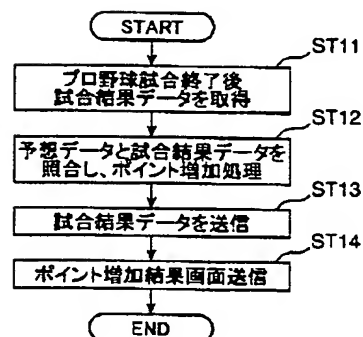 START
ST11
プロ野球試合終了後
試合結果データを取得
ST12
予想データと試合結果データを
照合し、ポイント増加処理
ST13
試合結果データを送信
ST14
ポイント増加結果画面送信
END